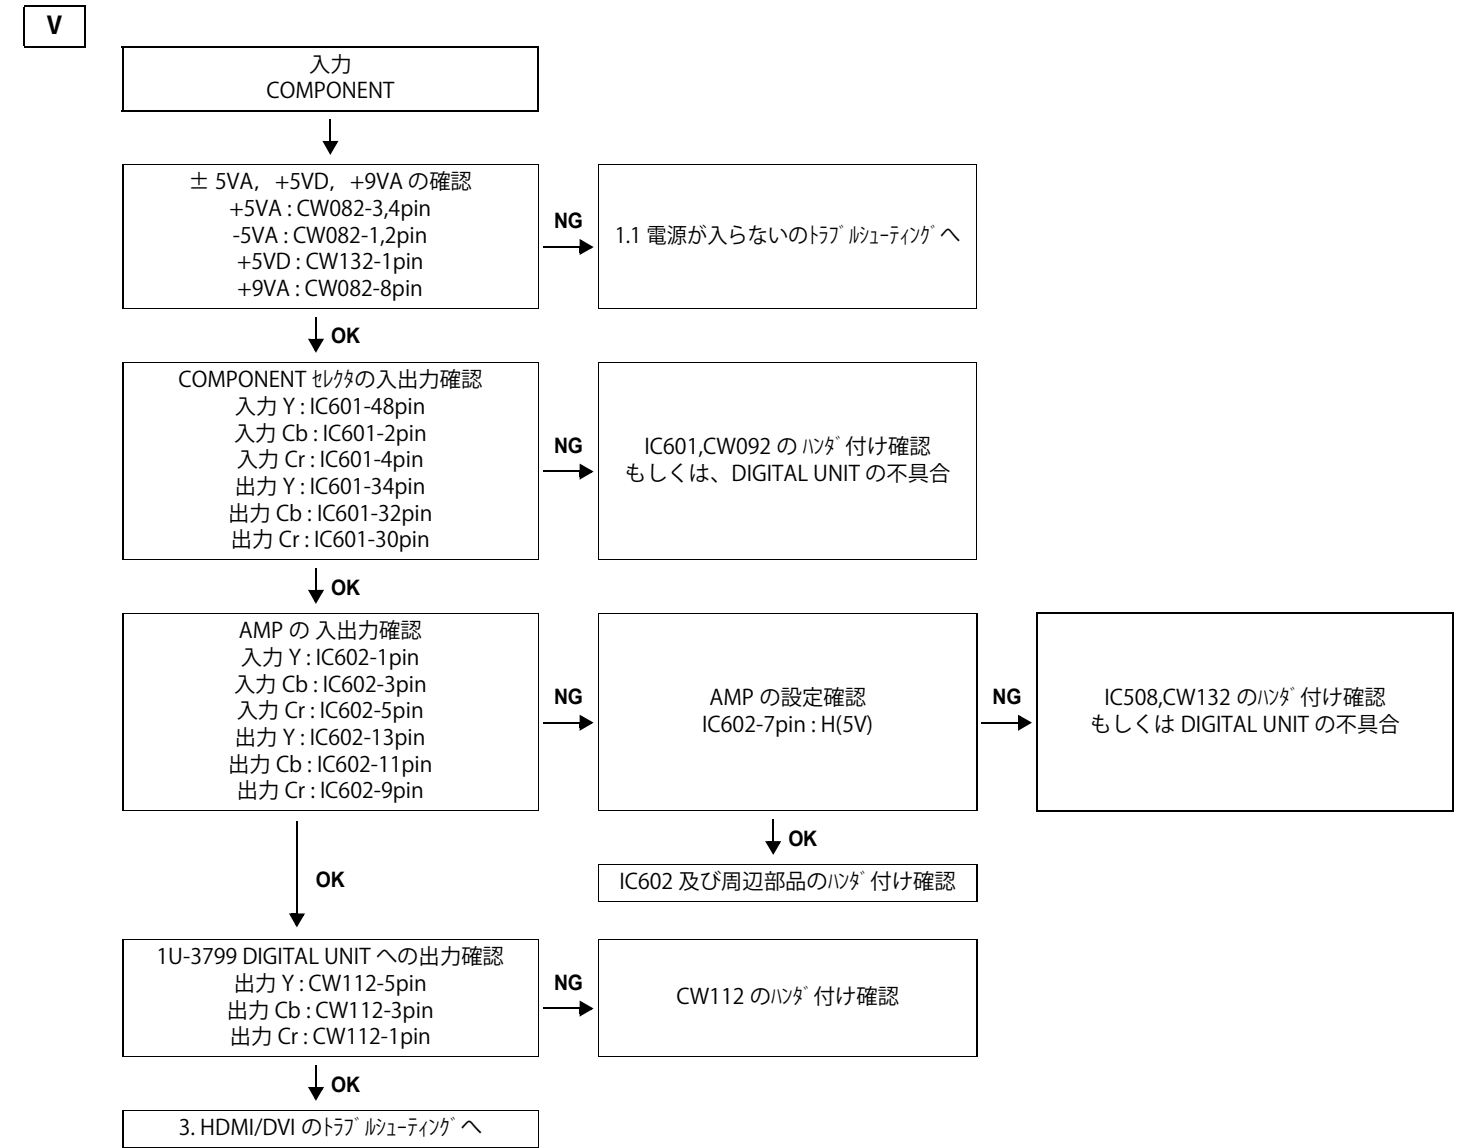 V
入力
COMPONENT
± 5VA, +5VD, +9VA の確認
+5VA : CW082-3,4pin
-5VA : CW082-1,2pin
+5VD : CW132-1pin
+9VA : CW082-8pin
NG
1.1 電源が入らないのﾄﾗﾌﾞﾙｼｭｰﾃｨﾝｸﾞへ
OK
COMPONENT ｾﾚｸﾀの入出力確認
入力 Y : IC601-48pin
入力 Cb : IC601-2pin
入力 Cr : IC601-4pin
出力 Y : IC601-34pin
出力 Cb : IC601-32pin
出力 Cr : IC601-30pin
NG
IC601,CW092 の ﾊﾝﾀﾞ付け確認
もしくは、DIGITAL UNIT の不具合
OK
AMP の 入出力確認
入力 Y : IC602-1pin
入力 Cb : IC602-3pin
入力 Cr : IC602-5pin
出力 Y : IC602-13pin
出力 Cb : IC602-11pin
出力 Cr : IC602-9pin
NG
AMP の設定確認
IC602-7pin : H(5V)
NG
IC508,CW132 のﾊﾝﾀﾞ付け確認
もしくは DIGITAL UNIT の不具合
OK
IC602 及び周辺部品のﾊﾝﾀﾞ付け確認
OK
1U-3799 DIGITAL UNIT への出力確認
出力 Y : CW112-5pin
出力 Cb : CW112-3pin
出力 Cr : CW112-1pin
NG
CW112 のﾊﾝﾀﾞ付け確認
OK
3. HDMI/DVI のﾄﾗﾌﾞﾙｼｭｰﾃｨﾝｸﾞへ